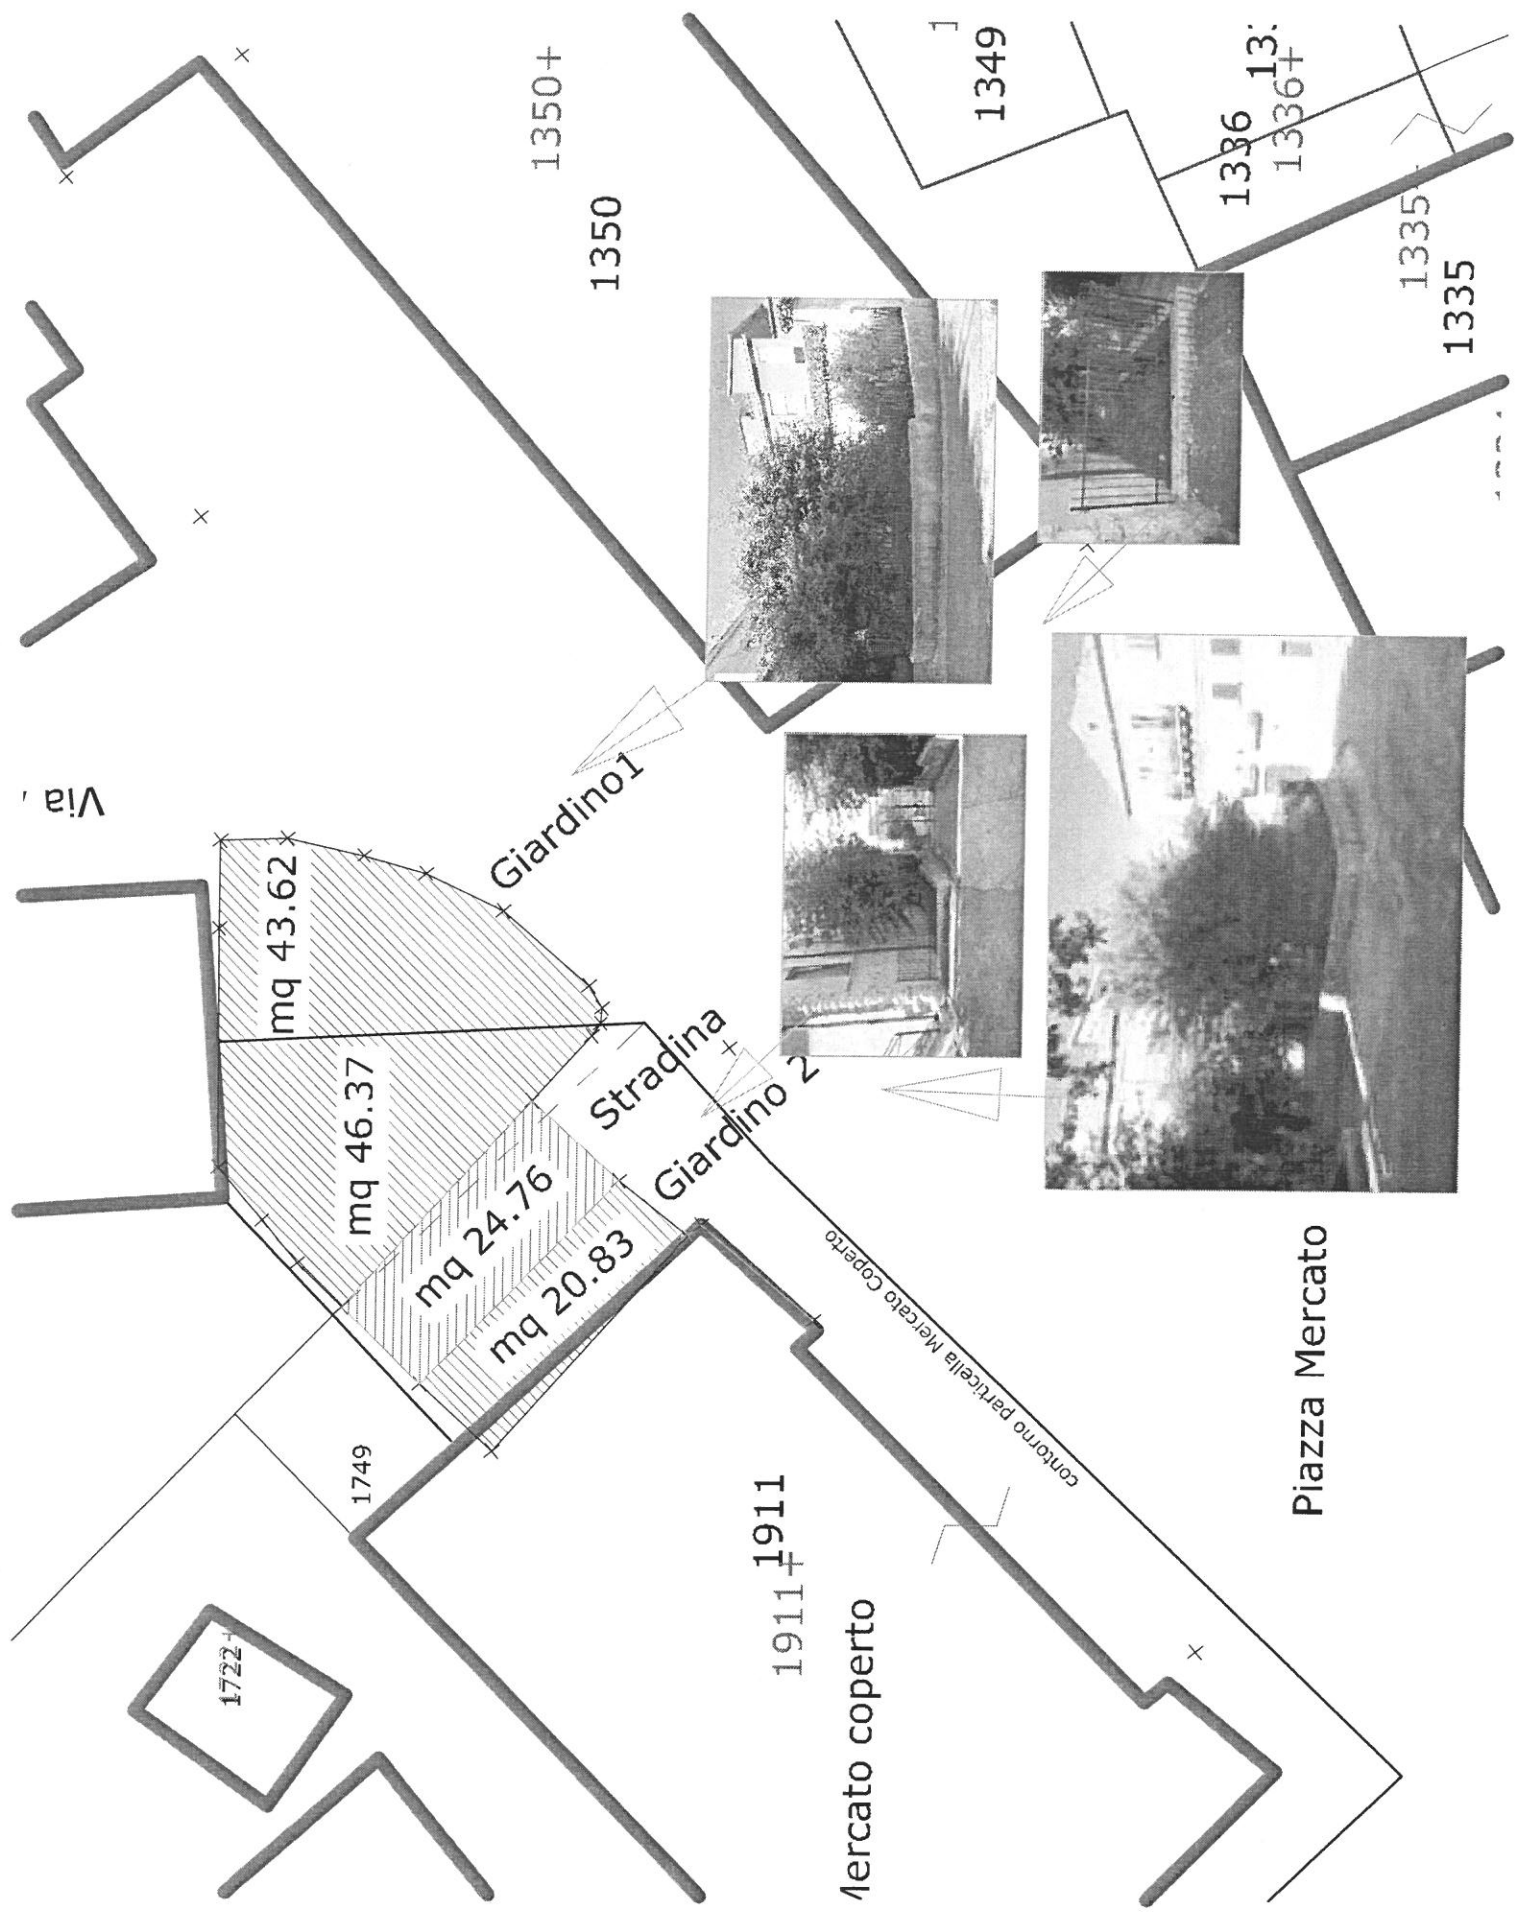 Via
1350+
1350
1349
1336
1336+
1335
1335
Giardino1
mq 43.62
mq 46.37
Stradina
Giardino 2
mq 24.76
mq 20.83
1749
1722+
contorno particella Mercato Coperto
Piazza Mercato
1911
1911+
Mercato coperto